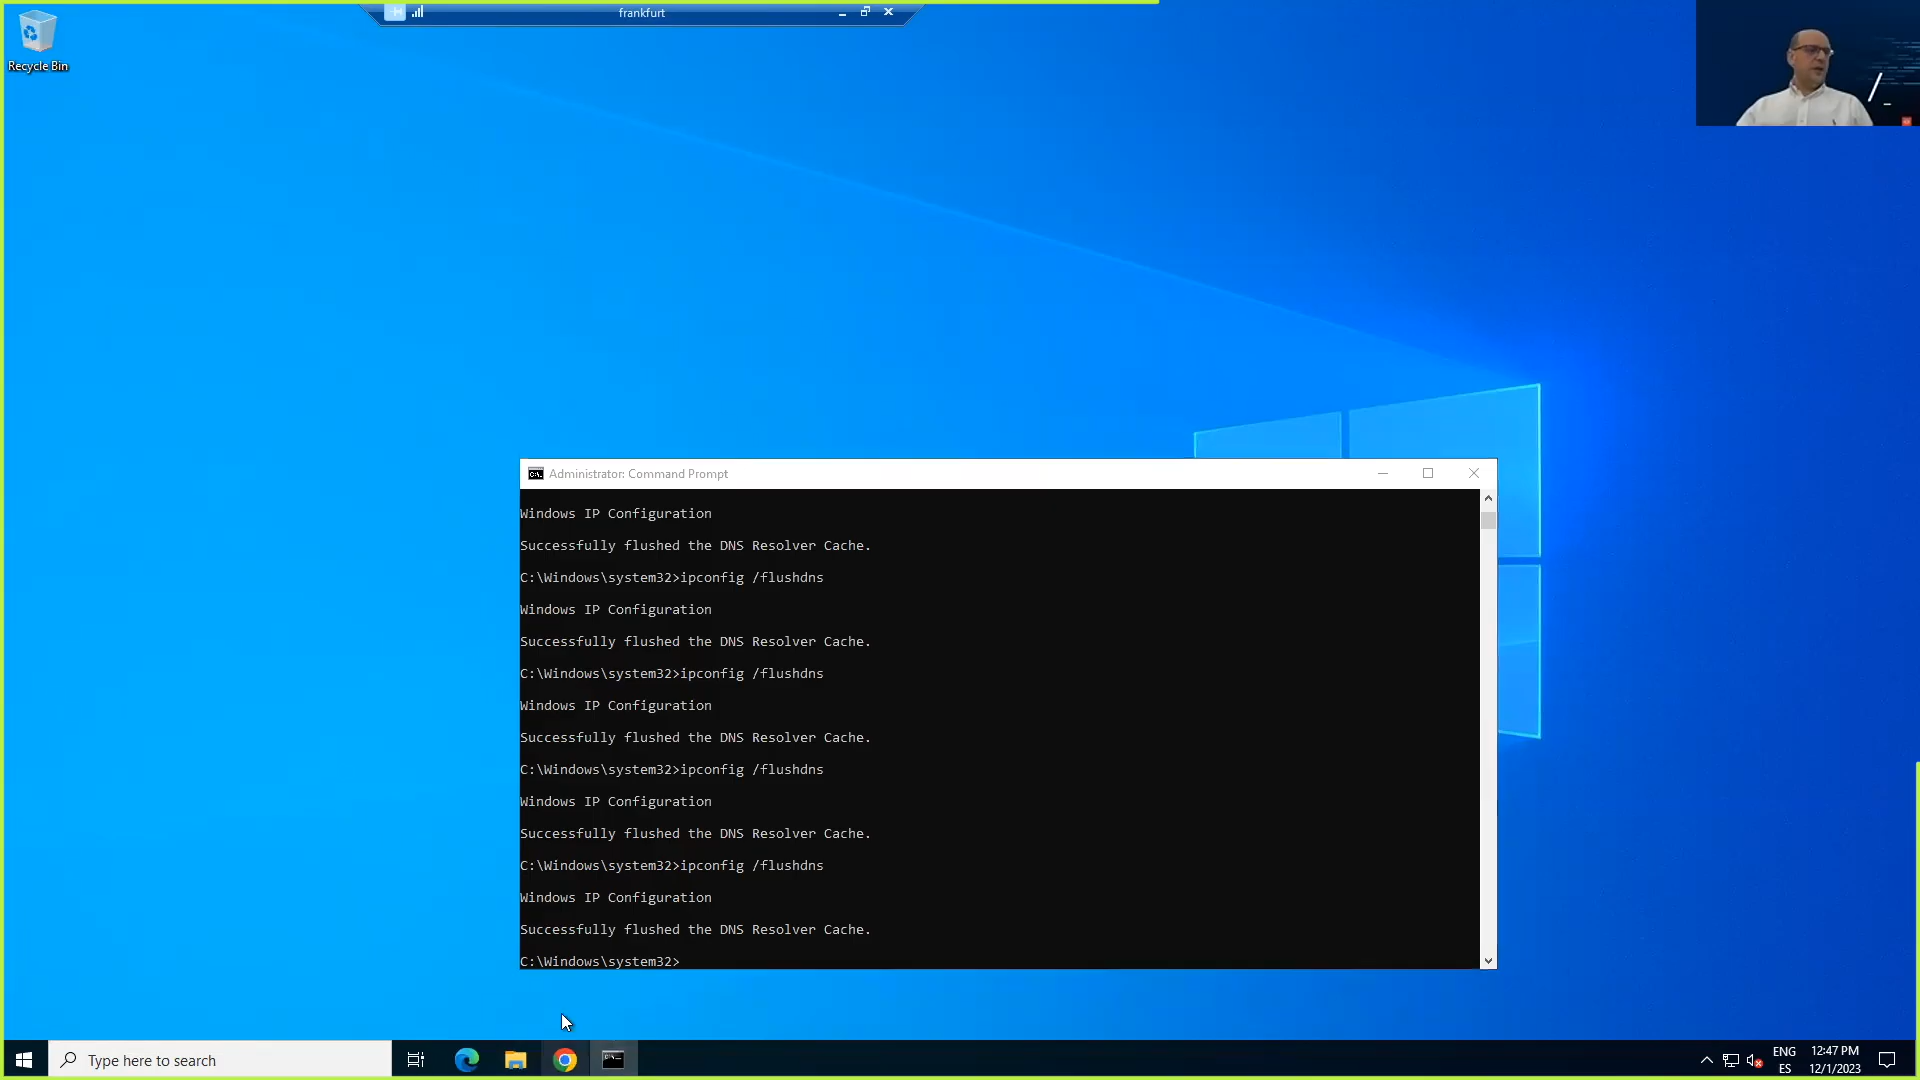 frankfurt
Recycle Bin
Administrator: Command Prompt
Windows IP Configuration
Successfully flushed the DNS Resolver Cache.
C:\Windows\system32>ipconfig /flushdns
Windows IP Configuration
Successfully flushed the DNS Resolver Cache.
C:\Windows\system32>ipconfig /flushdns
Windows IP Configuration
Successfully flushed the DNS Resolver Cache.
C:\Windows\system32>ipconfig /flushdns
Windows IP Configuration
Successfully flushed the DNS Resolver Cache.
C:\Windows\system32>ipconfig /flushdns
Windows IP Configuration
Successfully flushed the DNS Resolver Cache.
C:\Windows\system32>
Type here to search
ENG
ES
12:47 PM
12/1/2023